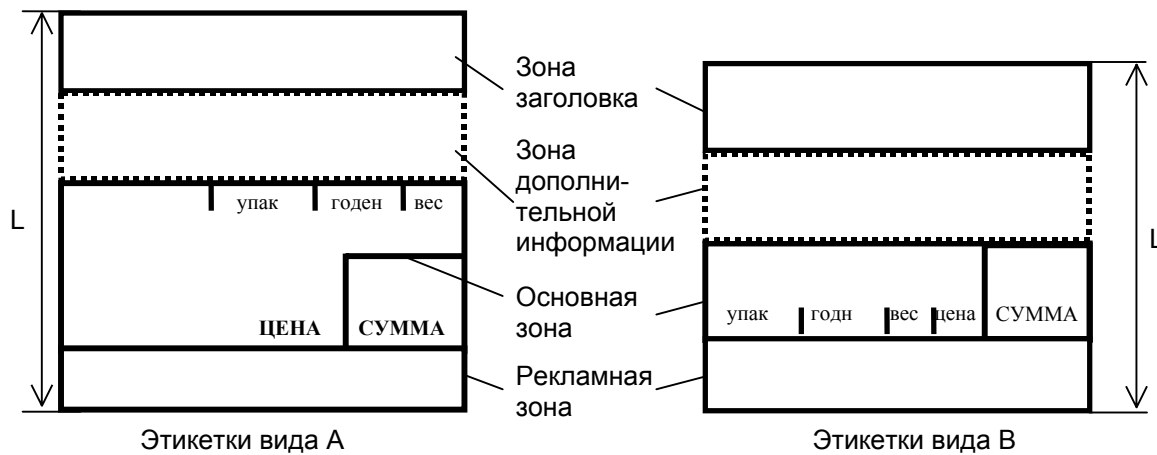 Зона
заголовка
Зона
дополни-
тельной
информации
L
упак годен вес
L
Основная
зона
упак годн вес цена СУММА
ЦЕНА СУММА
Рекламная
зона
Этикетки вида А
Этикетки вида В